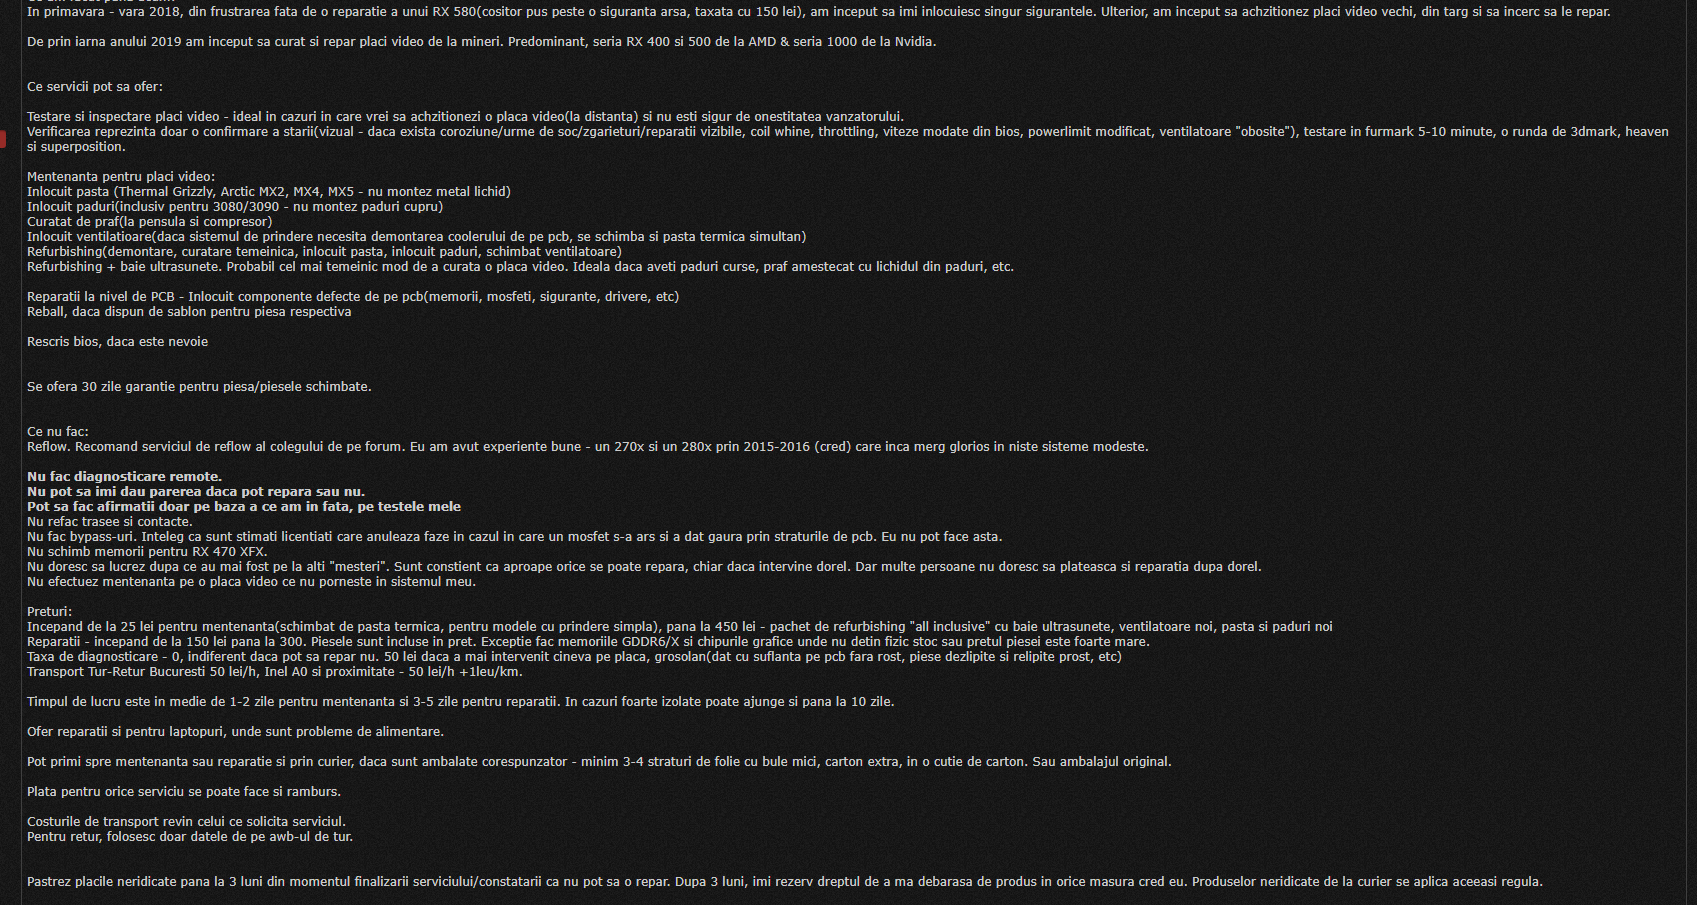 In primavara - vara 2018, din frustrarea fata de o reparatie a unui RX 580(cositor pus peste o siguranta arsa, taxata cu 150 lei), am inceput sa imi inlocuiesc singur sigurantele. Ulterior, am inceput sa achzitionez placi video vechi, din targ si sa incerc sa le repar.
De prin iarna anului 2019 am inceput sa curat si repar placi video de la mineri. Predominant, seria RX 400 si 500 de la AMD & seria 1000 de la Nvidia.
Ce servicii pot sa ofer:
Testare si inspectare placi video - ideal in cazuri in care vrei sa achzitionezi o placa video(la distanta) si nu esti sigur de onestitatea vanzatorului.
Verificarea reprezinta doar o confirmare a starii(vizual - daca exista coroziune/urme de soc/zgarieturi/reparatii vizibile, coil whine, throttling, viteze modate din bios, powerlimit modificat, ventilatoare "obosite"), testare in furmark 5-10 minute, o runda de 3dmark, heaven
si superposition.
Mentenanta pentru placi video:
Inlocuit pasta (Thermal Grizzly, Arctic MX2, MX4, MX5 - nu montez metal lichid)
Inlocuit paduri(inclusiv pentru 3080/3090 - nu montez paduri cupru)
Curatat de praf(la pensula si compresor)
Inlocuit ventilatioare(daca sistemul de prindere necesita demontarea coolerului de pe pcb, se schimba si pasta termica simultan)
Refurbishing(demontare, curatare temeinica, inlocuit pasta, inlocuit paduri, schimbat ventilatoare)
Refurbishing + baie ultrasunete. Probabil cel mai temeinic mod de a curata o placa video. Ideala daca aveti paduri curse, praf amestecat cu lichidul din paduri, etc.
Reparatii la nivel de PCB - Inlocuit componente defecte de pe pcb(memorii, mosfeti, sigurante, drivere, etc)
Reball, daca dispun de sablon pentru piesa respectiva
Rescris bios, daca este nevoie
Se ofera 30 zile garantie pentru piesa/piesele schimbate.
Ce nu fac:
Reflow. Recomand serviciul de reflow al colegului de pe forum. Eu am avut experiente bune - un 270x si un 280x prin 2015-2016 (cred) care inca merg glorios in niste sisteme modeste.
Nu fac diagnosticare remote.
Nu pot sa imi dau parerea daca pot repara sau nu.
Pot sa fac afirmatii doar pe baza a ce am in fata, pe testele mele
Nu refac trasee si contacte.
Nu fac bypass-uri. Inteleg ca sunt stimati licentiati care anuleaza faze in cazul in care un mosfet s-a ars si a dat gaura prin straturile de pcb. Eu nu pot face asta.
Nu schimb memorii pentru RX 470 XFX.
Nu doresc sa lucrez dupa ce au mai fost pe la alti "mesteri". Sunt constient ca aproape orice se poate repara, chiar daca intervine dorel. Dar multe persoane nu doresc sa plateasca si reparatia dupa dorel.
Nu efectuez mentenanta pe o placa video ce nu porneste in sistemul meu.
Preturi:
Incepand de la 25 lei pentru mentenanta(schimbat de pasta termica, pentru modele cu prindere simpla), pana la 450 lei - pachet de refurbishing "all inclusive" cu baie ultrasunete, ventilatoare noi, pasta si paduri noi
Reparatii - incepand de la 150 lei pana la 300. Piesele sunt incluse in pret. Exceptie fac memoriile GDDR6/X si chipurile grafice unde nu detin fizic stoc sau pretul piesei este foarte mare.
Taxa de diagnosticare - 0, indiferent daca pot sa repar nu. 50 lei daca a mai intervenit cineva pe placa, grosolan(dat cu suflanta pe pcb fara rost, piese dezlipite si relipite prost, etc)
Transport Tur-Retur Bucuresti 50 lei/h, Inel A0 si proximitate - 50 lei/h +1leu/km.
Timpul de lucru este in medie de 1-2 zile pentru mentenanta si 3-5 zile pentru reparatii. In cazuri foarte izolate poate ajunge si pana la 10 zile.
Ofer reparatii si pentru laptopuri, unde sunt probleme de alimentare.
Pot primi spre mentenanta sau reparatie si prin curier, daca sunt ambalate corespunzator - minim 3-4 straturi de folie cu bule mici, carton extra, in o cutie de carton. Sau ambalajul original.
Plata pentru orice serviciu se poate face si ramburs.
Costurile de transport revin celui ce solicita serviciul.
Pentru retur, folosesc doar datele de pe awb-ul de tur.
Pastrez placile neridicate pana la 3 luni din momentul finalizarii serviciului/constatarii ca nu pot sa o repar. Dupa 3 luni, imi rezerv dreptul de a ma debarasa de produs in orice masura cred eu. Produselor neridicate de la curier se aplica aceeasi regula.